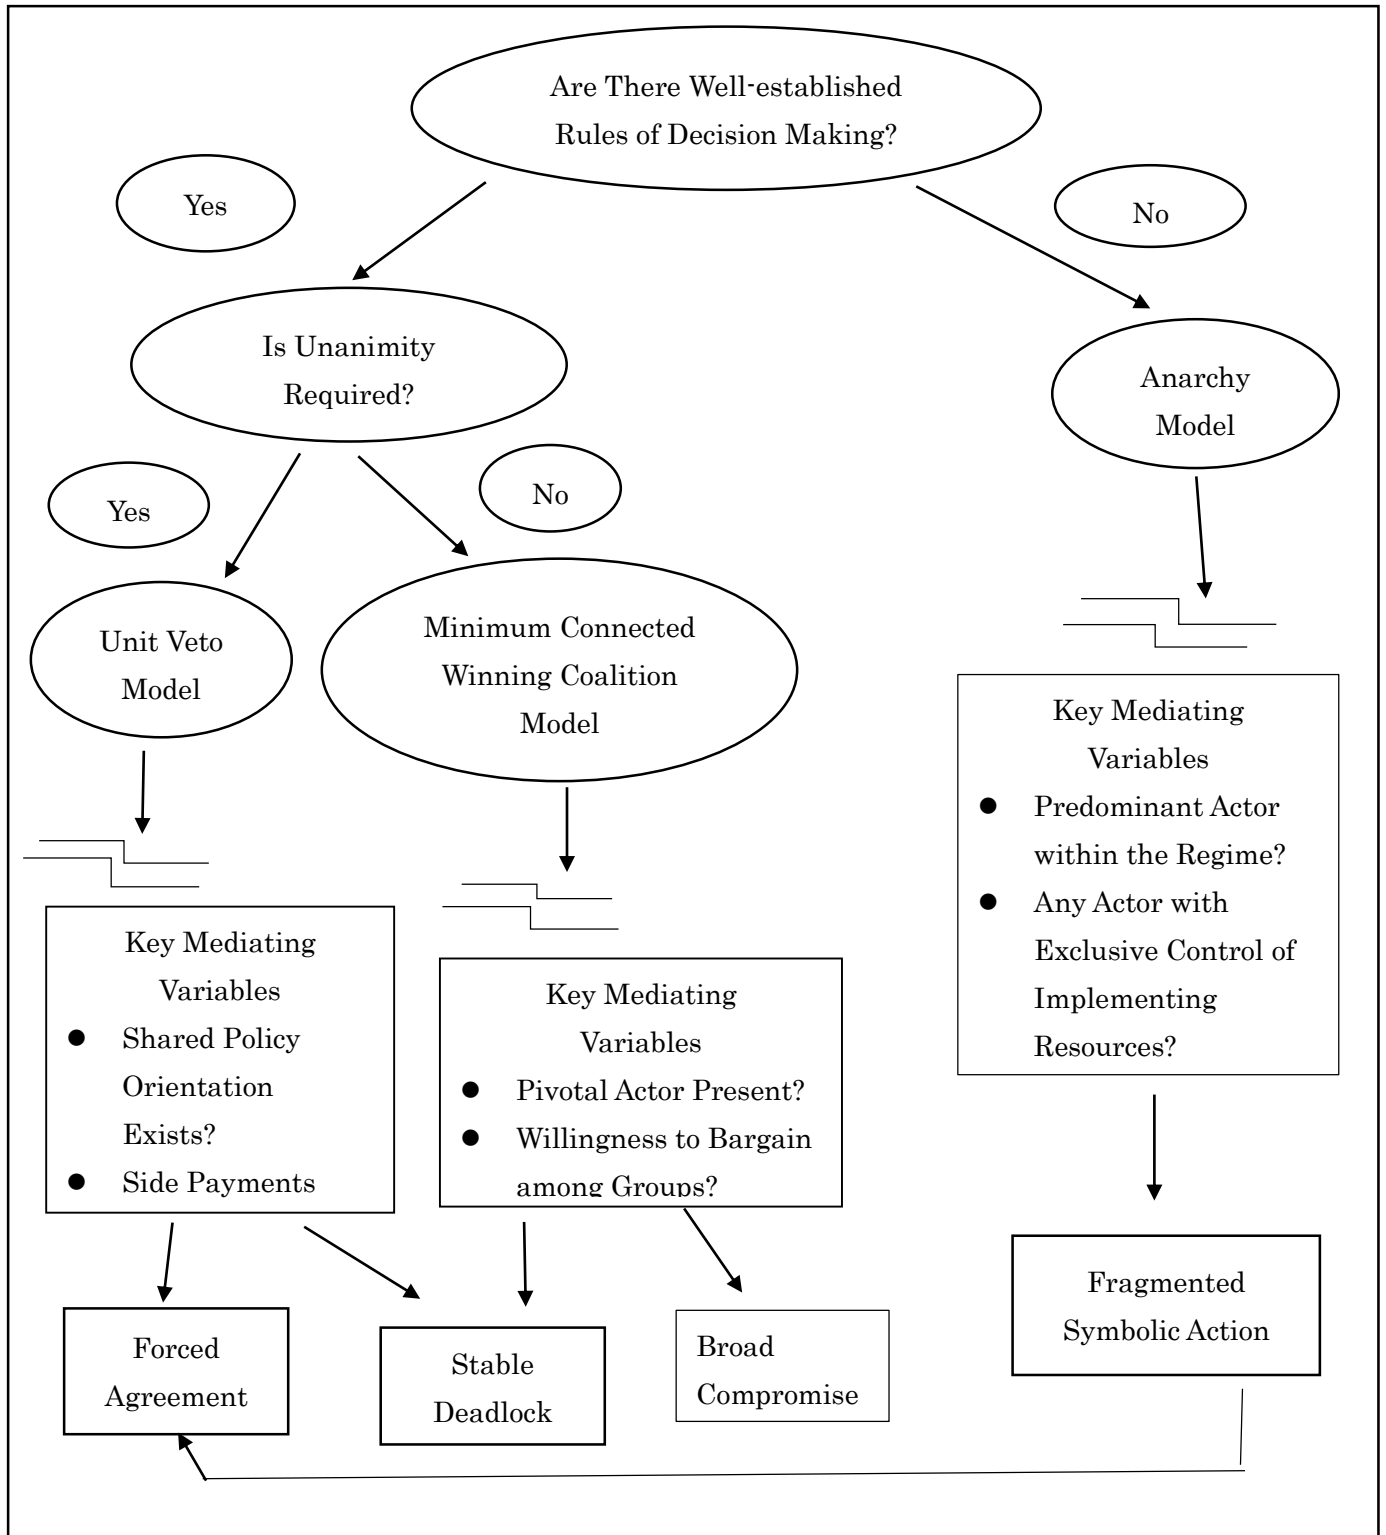 Are There Well-established
Rules of Decision Making?
Yes
No
Is Unanimity
Required?
Anarchy
Model
Yes
No
Unit Veto
Model
Minimum Connected
Winning Coalition
Model
Key Mediating
Variables
● Predominant Actor
within the Regime?
● Any Actor with
Exclusive Control of
Implementing
Resources?
Key Mediating
Variables
● Shared Policy
Orientation
Exists?
● Side Payments
Key Mediating
Variables
● Pivotal Actor Present?
● Willingness to Bargain
among Groups?
Forced
Agreement
Stable
Deadlock
Broad
Compromise
Fragmented
Symbolic Action